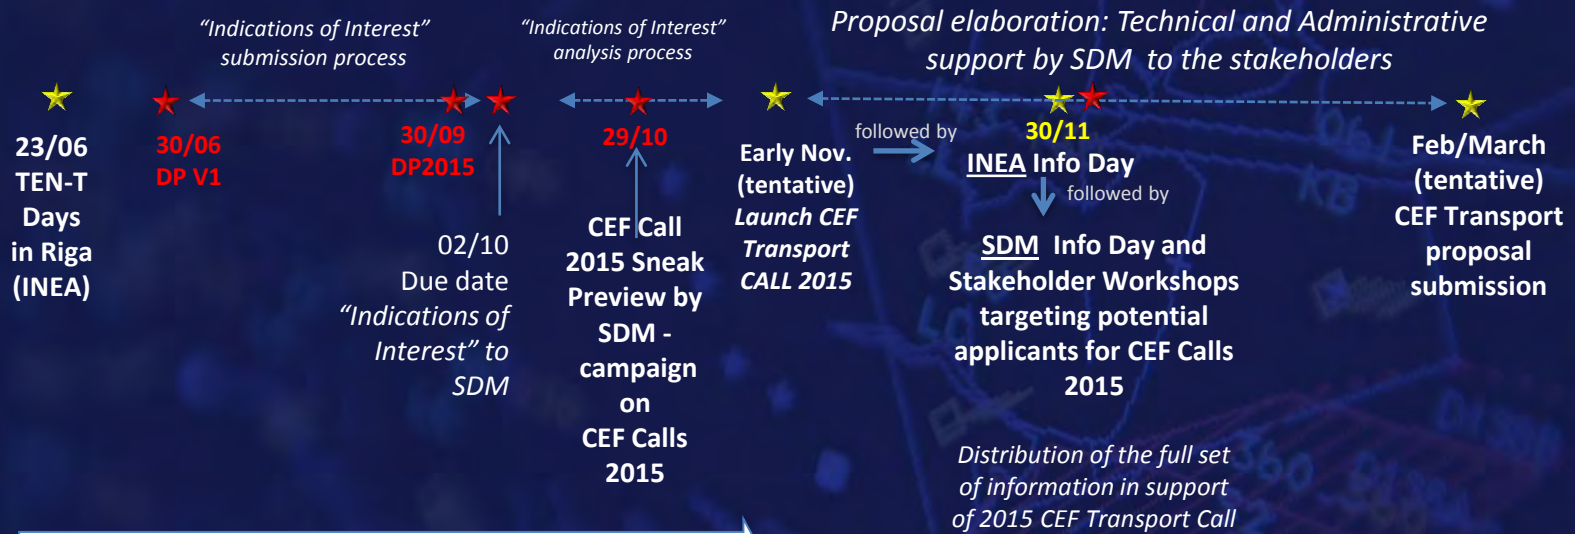 “Indications of Interest”
submission process
“Indications of Interest”
analysis process
Proposal elaboration: Technical and Administrative
support by SDM to the stakeholders
23/06
TEN-T
Days
in Riga
(INEA)
30/06
DP V1
30/09
DP2015
02/10
Due date
“Indications of
Interest” to
SDM
29/10
CEF Call
2015 Sneak
Preview by
SDM -
campaign
on
CEF Calls
2015
Early Nov.
(tentative)
Launch CEF
Transport
CALL 2015
followed by
30/11
INEA Info Day
followed by
SDM Info Day and
Stakeholder Workshops
targeting potential
applicants for CEF Calls
2015
Distribution of the full set
of information in support
of 2015 CEF Transport Call
Feb/March
(tentative)
CEF Transport
proposal
submission
KB
360